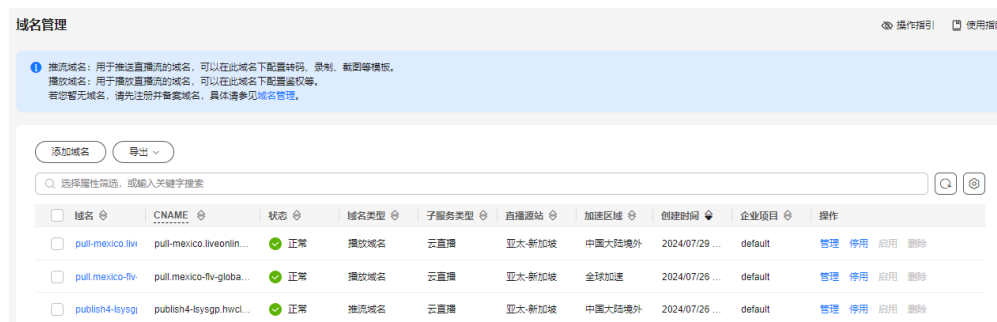 域名管理
操作指引
使用指
推流域名：用于推送直播流的域名，可以在此域名下配置转码、录制、截图等模板。
播放域名：用于播放直播流的域名，可以在此域名下配置鉴权等。
若您暂无域名，请先注册并备案域名，具体请参见域名管理。
添加域名 导出
选择属性筛选，或输入关键字搜索
域名 CNAME 状态 域名类型 子服务类型 直播源站 加速区域 创建时间 企业项目 操作
pull-mexico.liv pull-mexico.liveonlin... 正常 播放域名 云直播 亚太-新加坡 中国大陆境外 2024/07/29 ... default 管理 停用 启用 删除
pull.mexico-flv- pull.mexico-flv-globa... 正常 播放域名 云直播 亚太-新加坡 全球加速 2024/07/26 ... default 管理 停用 启用 删除
publish4-lsysg publish4-lsysgp.hwcl... 正常 推流域名 云直播 亚太-新加坡 中国大陆境外 2024/07/26 ... default 管理 停用 启用 删除